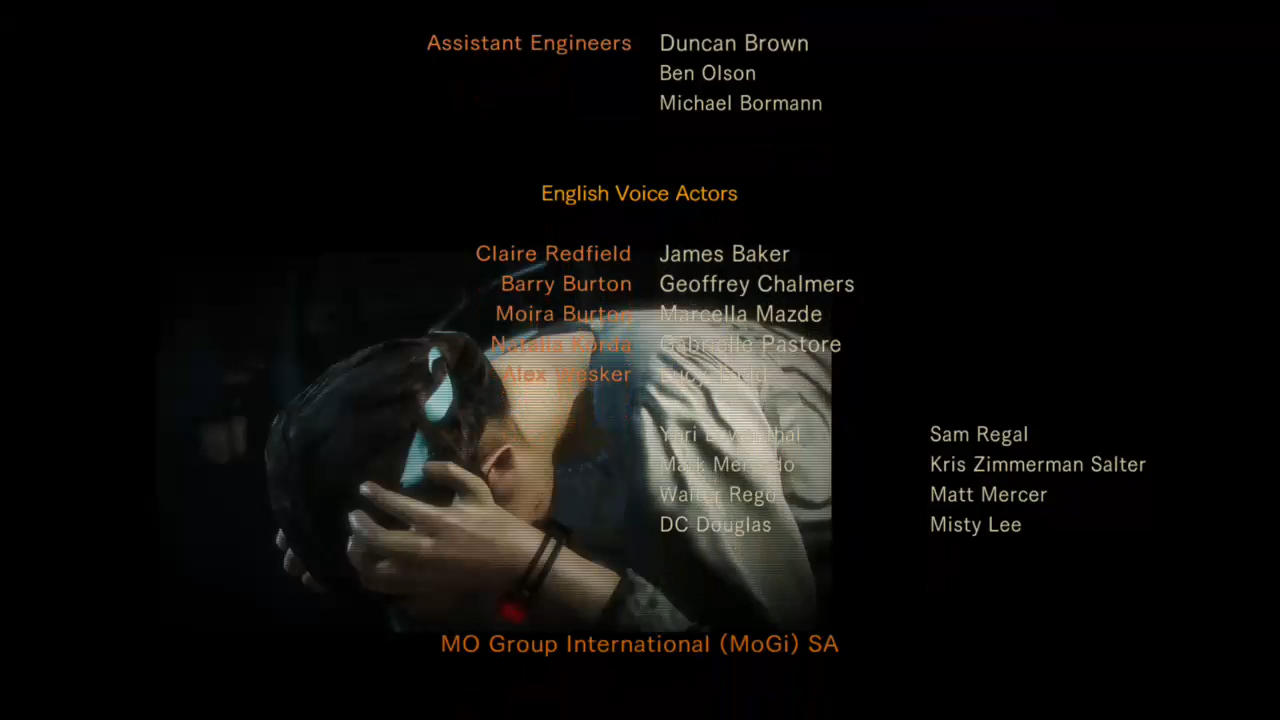 Assistant Engineers Duncan Brown
Ben Olson
Michael Bormann
English Voice Actors
Claire Redfield James Baker
Barry Burton Geoffrey Chalmers
Moira Burton Marcella Mazde
Natalia Korda Gabrielle Pastore
Alex Wesker
Yuri Lowenthal Sam Regal
Mark Mercado Kris Zimmerman Salter
Walter Rego Matt Mercer
DC Douglas Misty Lee
MO Group International (MoGi) SA